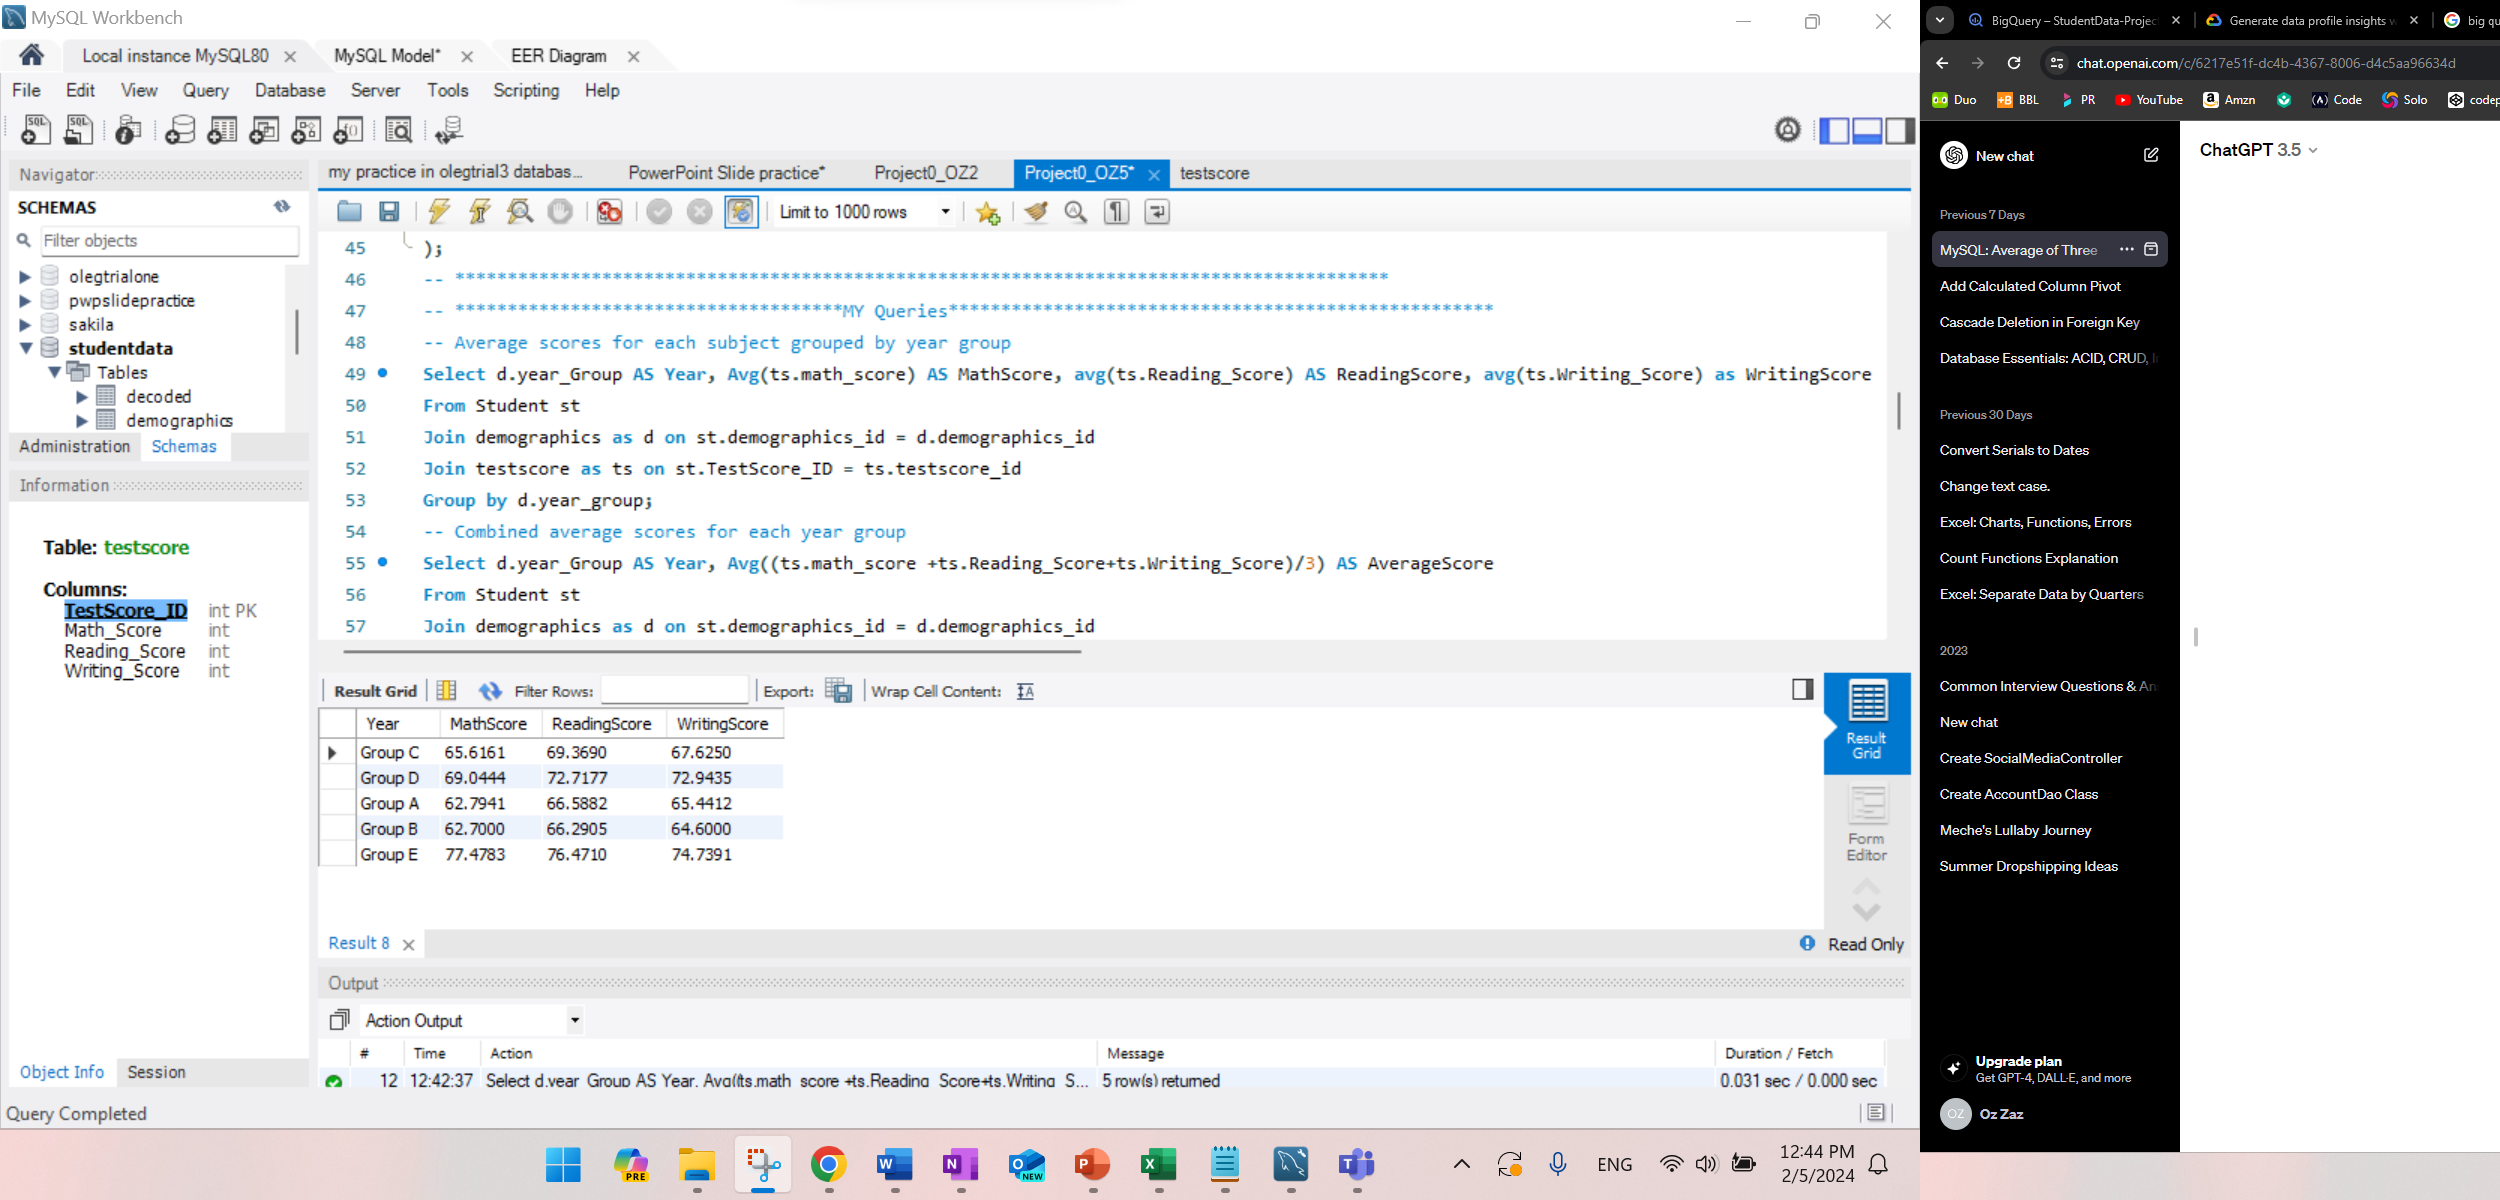 MySQL Workbench
Local instance MySQL80
MySQL Model*
EER Diagram
File Edit View Query Database Server Tools Scripting Help
Navigator
SCHEMAS
Filter objects
olegtrialone
pwpslidepractice
sakila
studentdata
Tables
decoded
demographics
Administration Schemas
Information
Table: testscore
Columns:
TestScore_ID int PK
Math_Score int
Reading_Score int
Writing_Score int
Object Info Session
Query Completed
my practice in olegtrial3 databas...
PowerPoint Slide practice*
Project0_OZ2
Project0_OZ5*
testscore
Limit to 1000 rows
45 );
46 -- *****************************************************************************************
47 -- *************************************MY Queries****************************************************
48 -- Average scores for each subject grouped by year group
49 Select d.year_Group AS Year, Avg(ts.math_score) AS MathScore, avg(ts.Reading_Score) AS ReadingScore, avg(ts.Writing_Score) as WritingScore
50 From Student st
51 Join demographics as d on st.demographics_id = d.demographics_id
52 Join testscore as ts on st.TestScore_ID = ts.testscore_id
53 Group by d.year_group;
54 -- Combined average scores for each year group
55 Select d.year_Group AS Year, Avg((ts.math_score +ts.Reading_Score+ts.Writing_Score)/3) AS AverageScore
56 From Student st
57 Join demographics as d on st.demographics_id = d.demographics_id
Result Grid Filter Rows: Export: Wrap Cell Content:
Year MathScore ReadingScore WritingScore
Group C 65.6161 69.3690 67.6250
Group D 69.0444 72.7177 72.9435
Group A 62.7941 66.5882 65.4412
Group B 62.7000 66.2905 64.6000
Group E 77.4783 76.4710 74.7391
Result Grid
Form Editor
Result 8
Read Only
Output
Action Output
# Time Action Message Duration / Fetch
12 12:42:37 Select d.year_Group AS Year, Avg((ts.math_score +ts.Reading_Score+ts.Writing_S... 5 row(s) returned 0.031 sec / 0.000 sec
PRE
NEW
ENG
12:44 PM
2/5/2024
BigQuery – StudentData-Projec
Generate data profile insights w
big qu
chat.openai.com/c/6217e51f-dc4b-4367-8006-d4c5aa96634d
Duo BBL PR YouTube Amzn Code Solo codep
New chat
ChatGPT 3.5
Previous 7 Days
MySQL: Average of Three
Add Calculated Column Pivot
Cascade Deletion in Foreign Key
Database Essentials: ACID, CRUD, I
Previous 30 Days
Convert Serials to Dates
Change text case.
Excel: Charts, Functions, Errors
Count Functions Explanation
Excel: Separate Data by Quarters
2023
Common Interview Questions & An
New chat
Create SocialMediaController
Create AccountDao Class
Meche's Lullaby Journey
Summer Dropshipping Ideas
Upgrade plan
Get GPT-4, DALL·E, and more
OZ
Oz Zaz